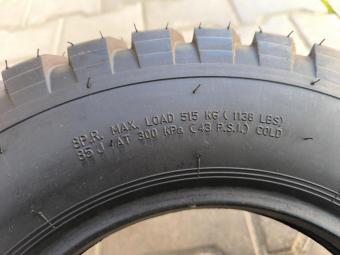 8P.R. MAX. LOAD 515 KG (1136 LBS)
85 J / AT 300 KPa (43 P.S.I.) COLD